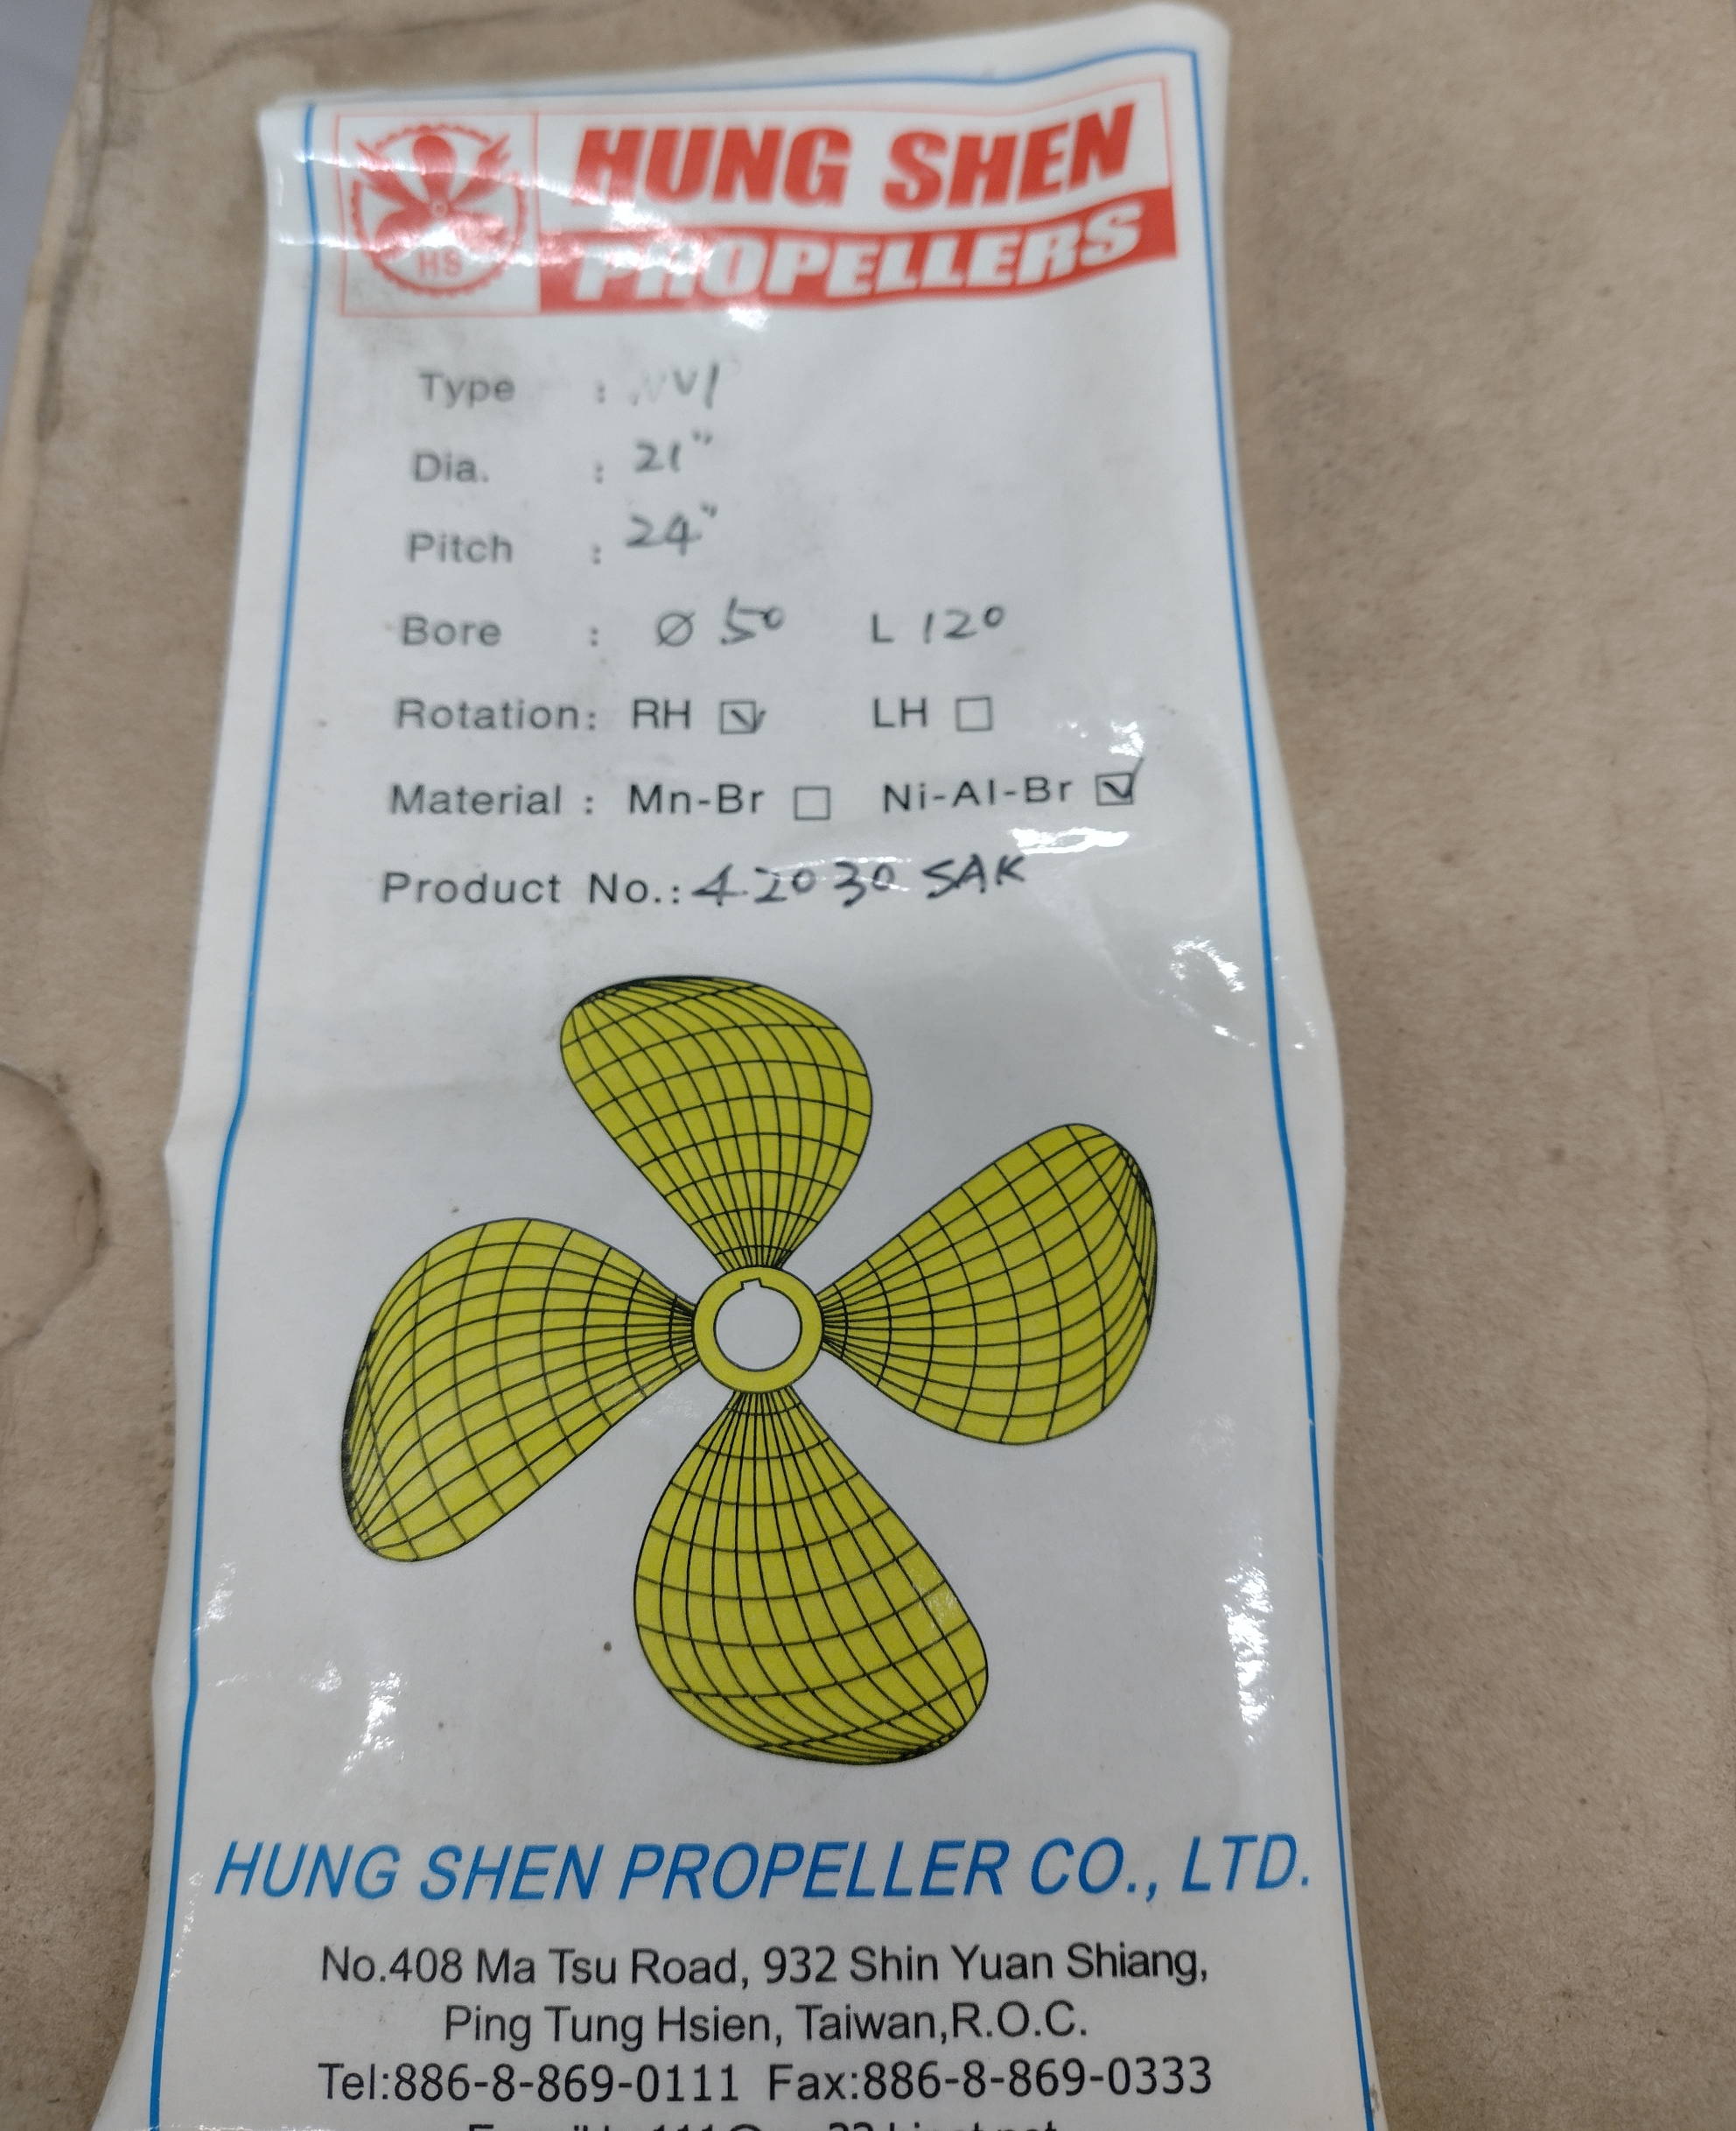 HS
HUNG SHEN
PROPELLERS
Type :
Dia. : 21"
Pitch : 24"
Bore : Ø 50 L 120
Rotation: RH ☑ LH ☐
Material : Mn-Br ☐ Ni-Al-Br ☑
Product No.: 42030 SAK
HUNG SHEN PROPELLER CO., LTD.
No.408 Ma Tsu Road, 932 Shin Yuan Shiang,
Ping Tung Hsien, Taiwan,R.O.C.
Tel:886-8-869-0111 Fax:886-8-869-0333